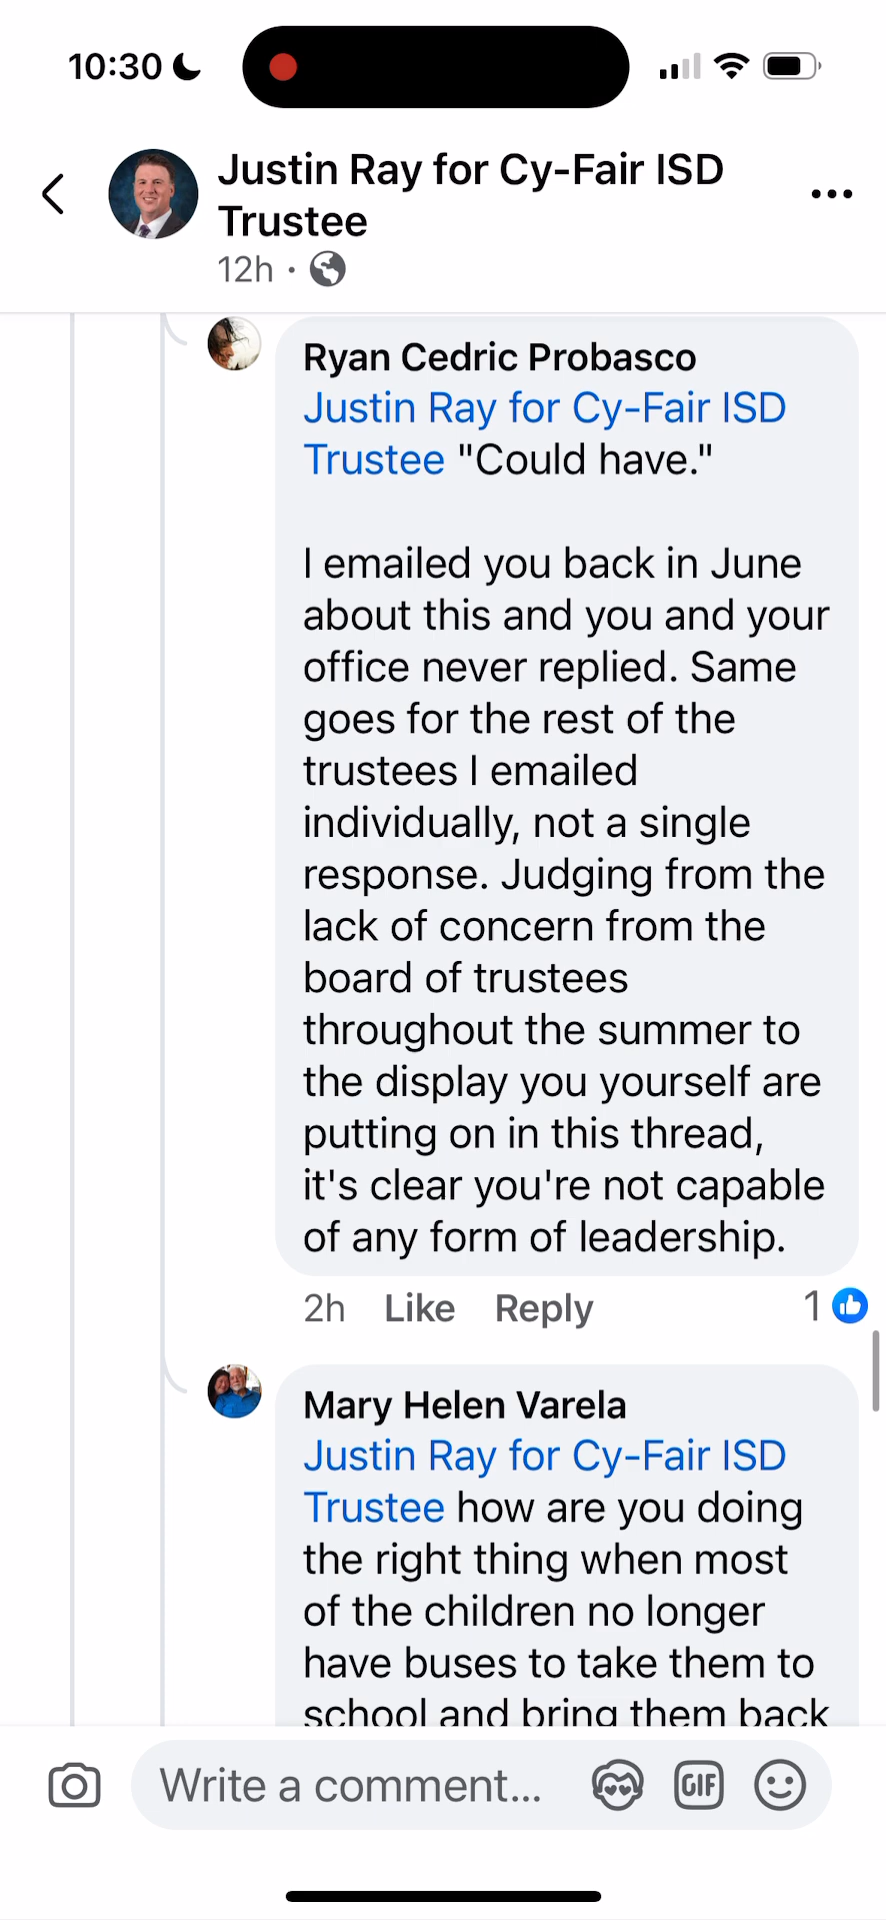 10:30
Justin Ray for Cy-Fair ISD
Trustee
12h ·
Ryan Cedric Probasco
Justin Ray for Cy-Fair ISD
Trustee "Could have."
I emailed you back in June
about this and you and your
office never replied. Same
goes for the rest of the
trustees I emailed
individually, not a single
response. Judging from the
lack of concern from the
board of trustees
throughout the summer to
the display you yourself are
putting on in this thread,
it's clear you're not capable
of any form of leadership.
2h Like Reply 1
Mary Helen Varela
Justin Ray for Cy-Fair ISD
Trustee how are you doing
the right thing when most
of the children no longer
have buses to take them to
school and bring them back
Write a comment...
GIF